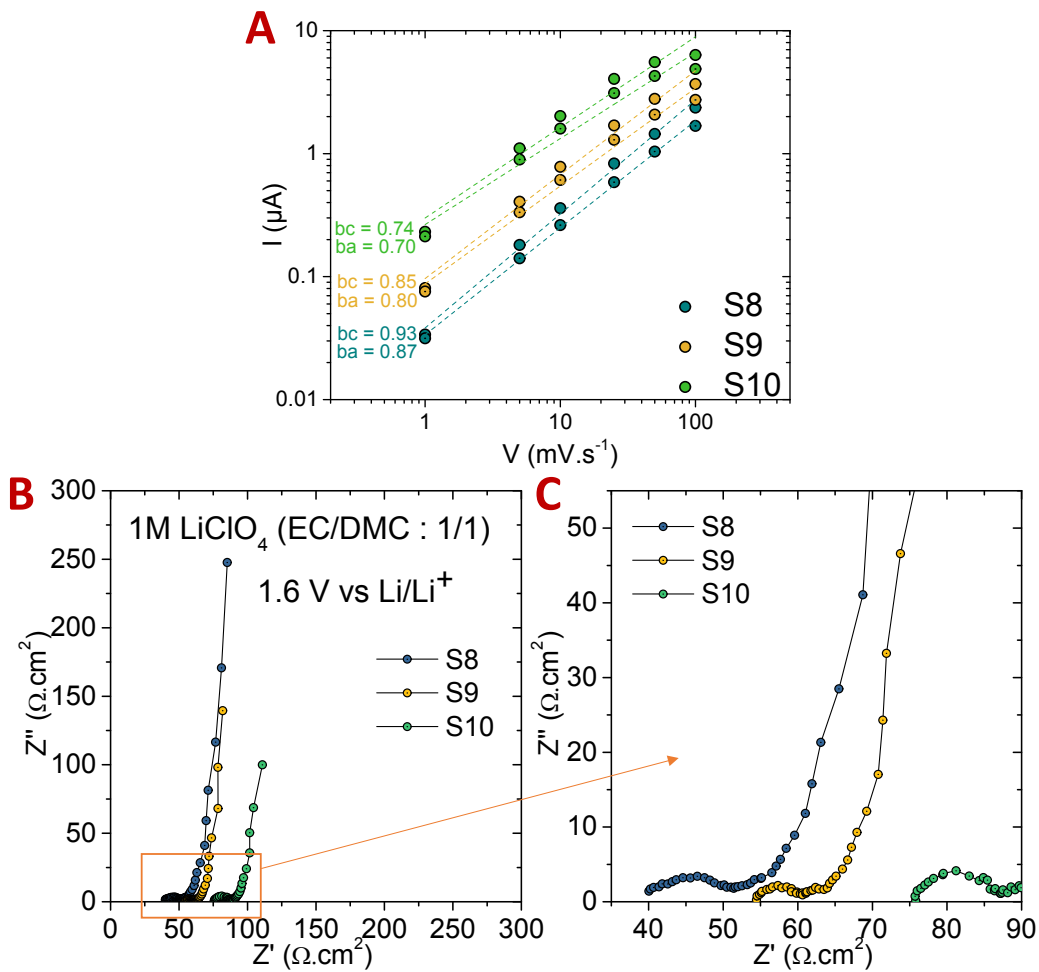 A
10
1
0.1
0.01
I (µA)
bc = 0.74
ba = 0.70
bc = 0.85
ba = 0.80
bc = 0.93
ba = 0.87
S8
S9
S10
1
10
100
V (mV.s⁻¹)
B
300
250
200
150
100
50
0
Z'' (Ω.cm²)
1M LiClO₄ (EC/DMC : 1/1)
1.6 V vs Li/Li⁺
S8
S9
S10
0
50
100
150
200
250
300
Z' (Ω.cm²)
C
50
40
30
20
10
0
Z'' (Ω.cm²)
S8
S9
S10
40
50
60
70
80
90
Z' (Ω.cm²)